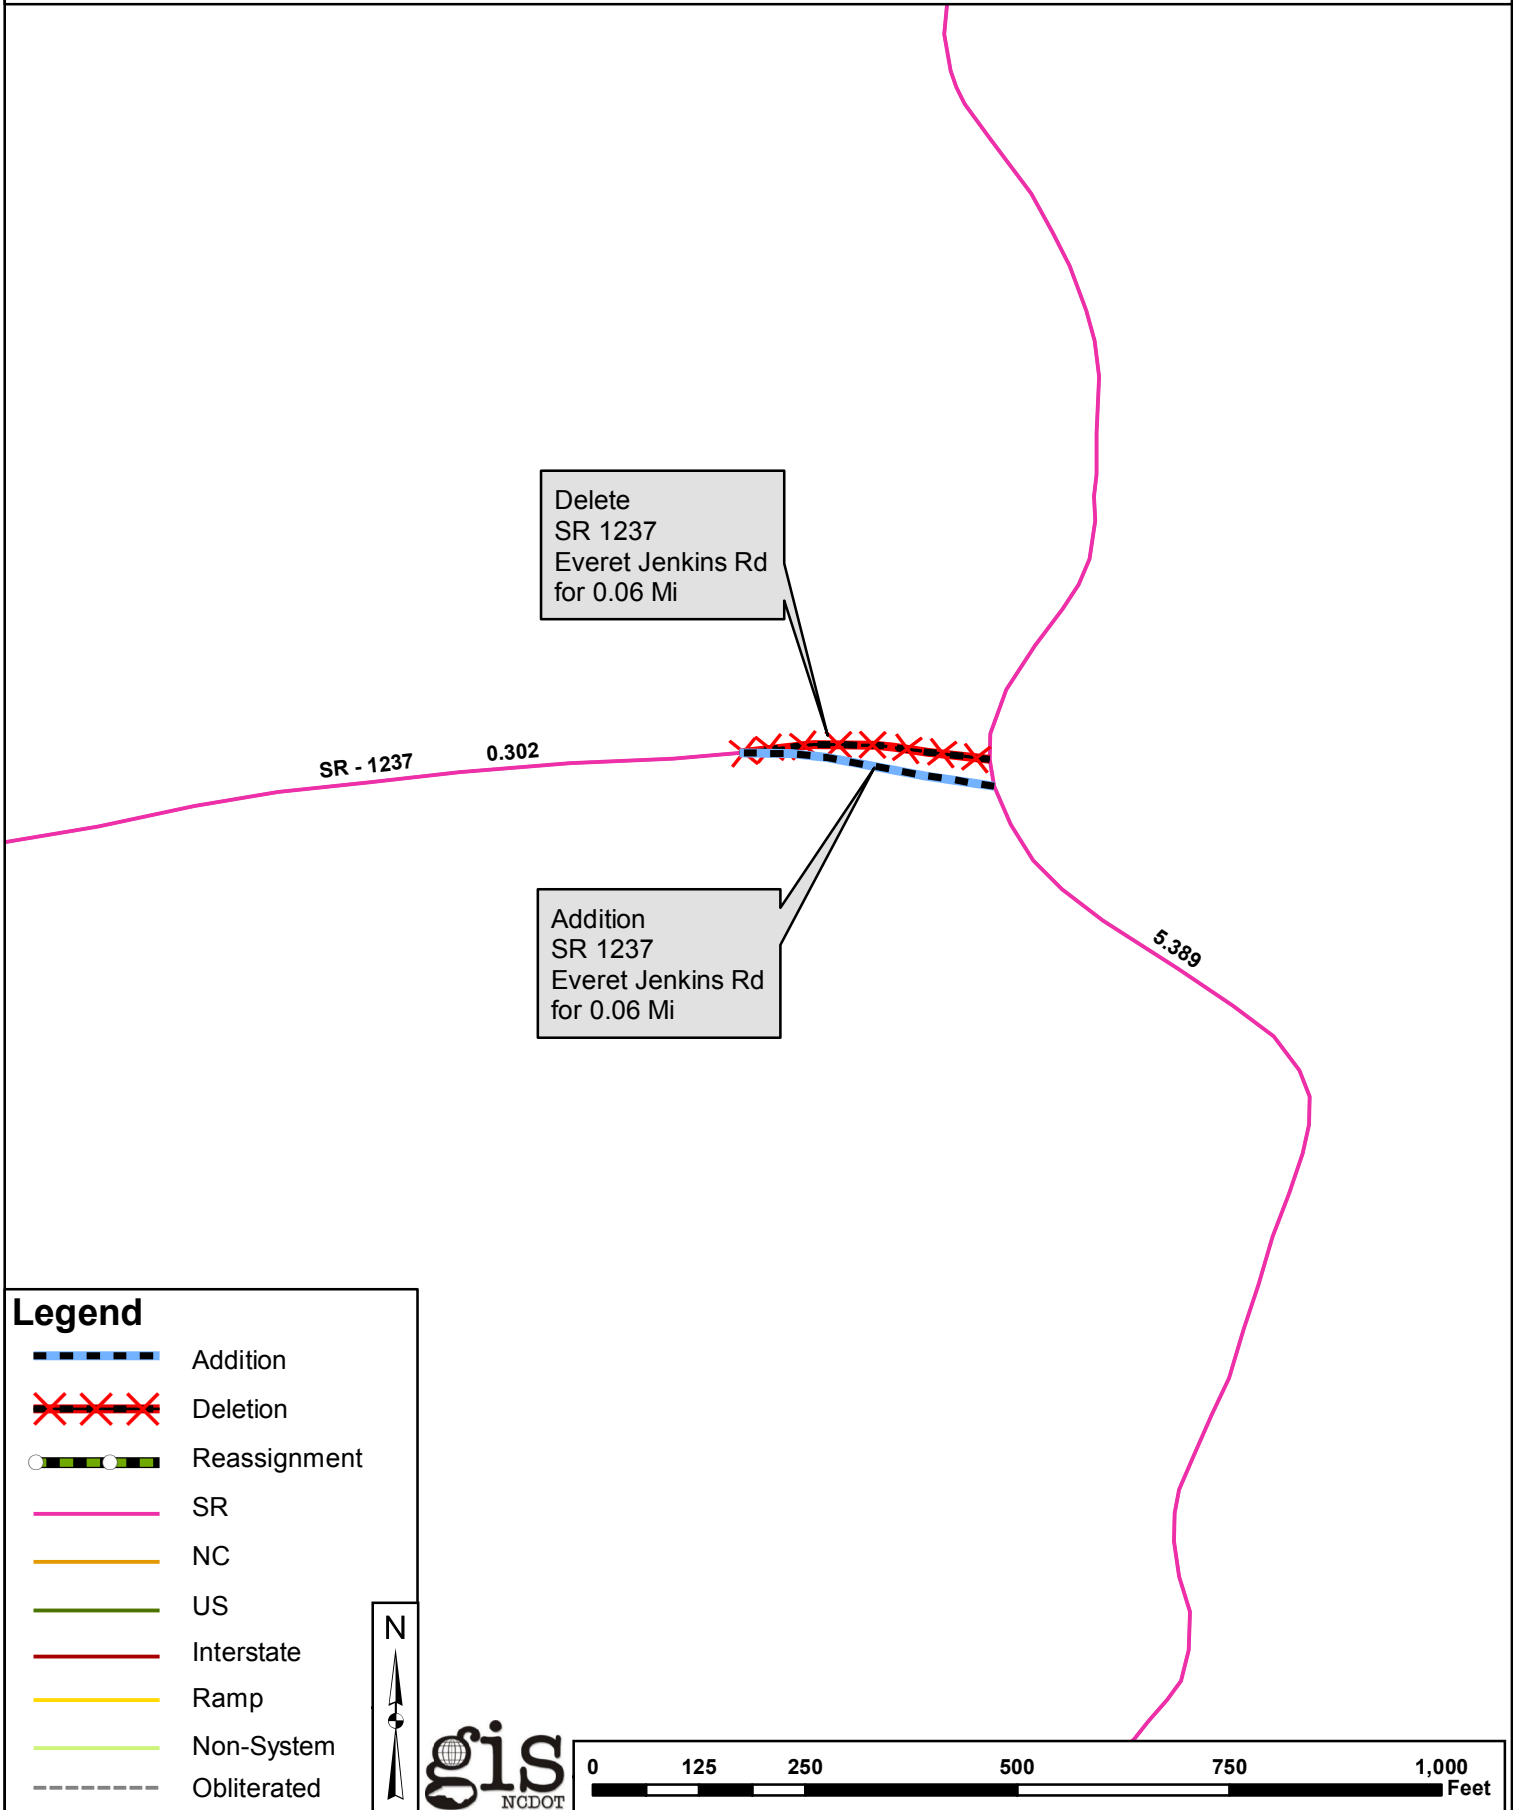 Delete
SR 1237
Everet Jenkins Rd
for 0.06 Mi
SR - 1237
0.302
Addition
SR 1237
Everet Jenkins Rd
for 0.06 Mi
5.389
Legend
Addition
Deletion
Reassignment
SR
NC
US
Interstate
Ramp
Non-System
Obliterated
N
gis
NCDOT
0 125 250 500 750 1,000
Feet